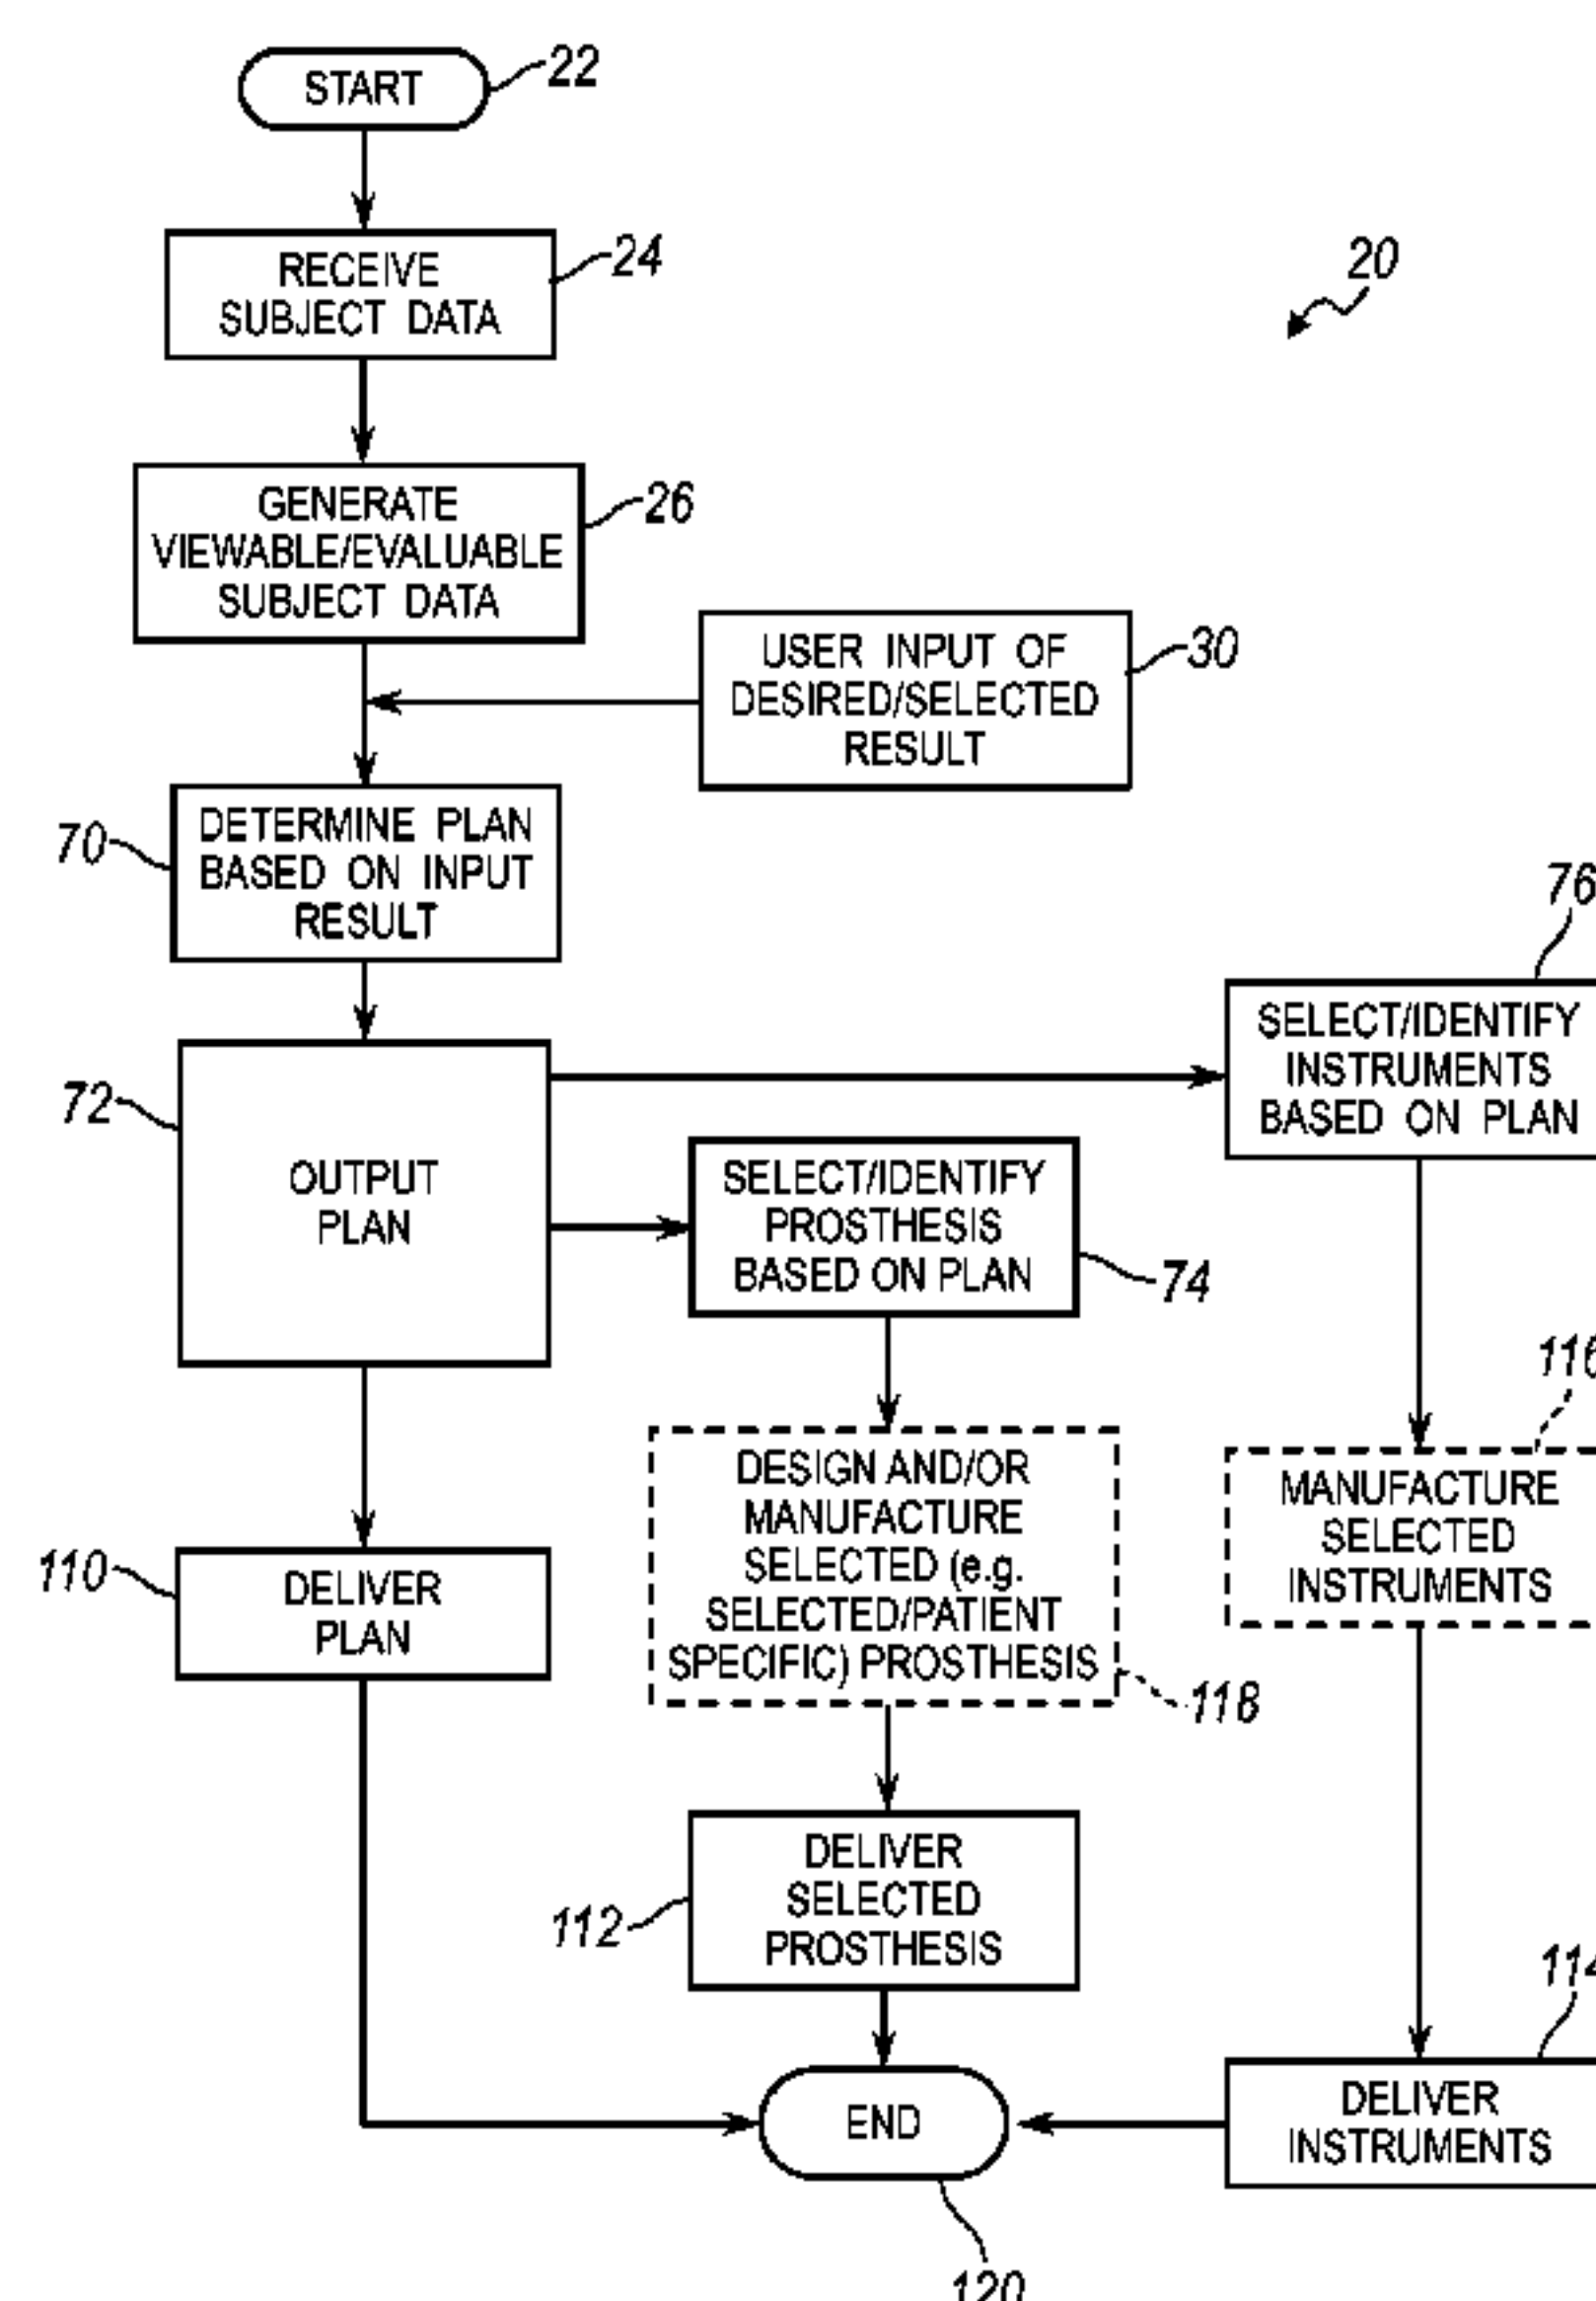 START
22
RECEIVE
SUBJECT DATA
24
20
GENERATE
VIEWABLE/EVALUABLE
SUBJECT DATA
26
USER INPUT OF
DESIRED/SELECTED
RESULT
30
70
DETERMINE PLAN
BASED ON INPUT
RESULT
76
SELECT/IDENTIFY
INSTRUMENTS
BASED ON PLAN
72
OUTPUT
PLAN
SELECT/IDENTIFY
PROSTHESIS
BASED ON PLAN
74
116
MANUFACTURE
SELECTED
INSTRUMENTS
DESIGN AND/OR
MANUFACTURE
SELECTED (e.g.
SELECTED/PATIENT
SPECIFIC) PROSTHESIS
118
110
DELIVER
PLAN
112
DELIVER
SELECTED
PROSTHESIS
114
DELIVER
INSTRUMENTS
END
120